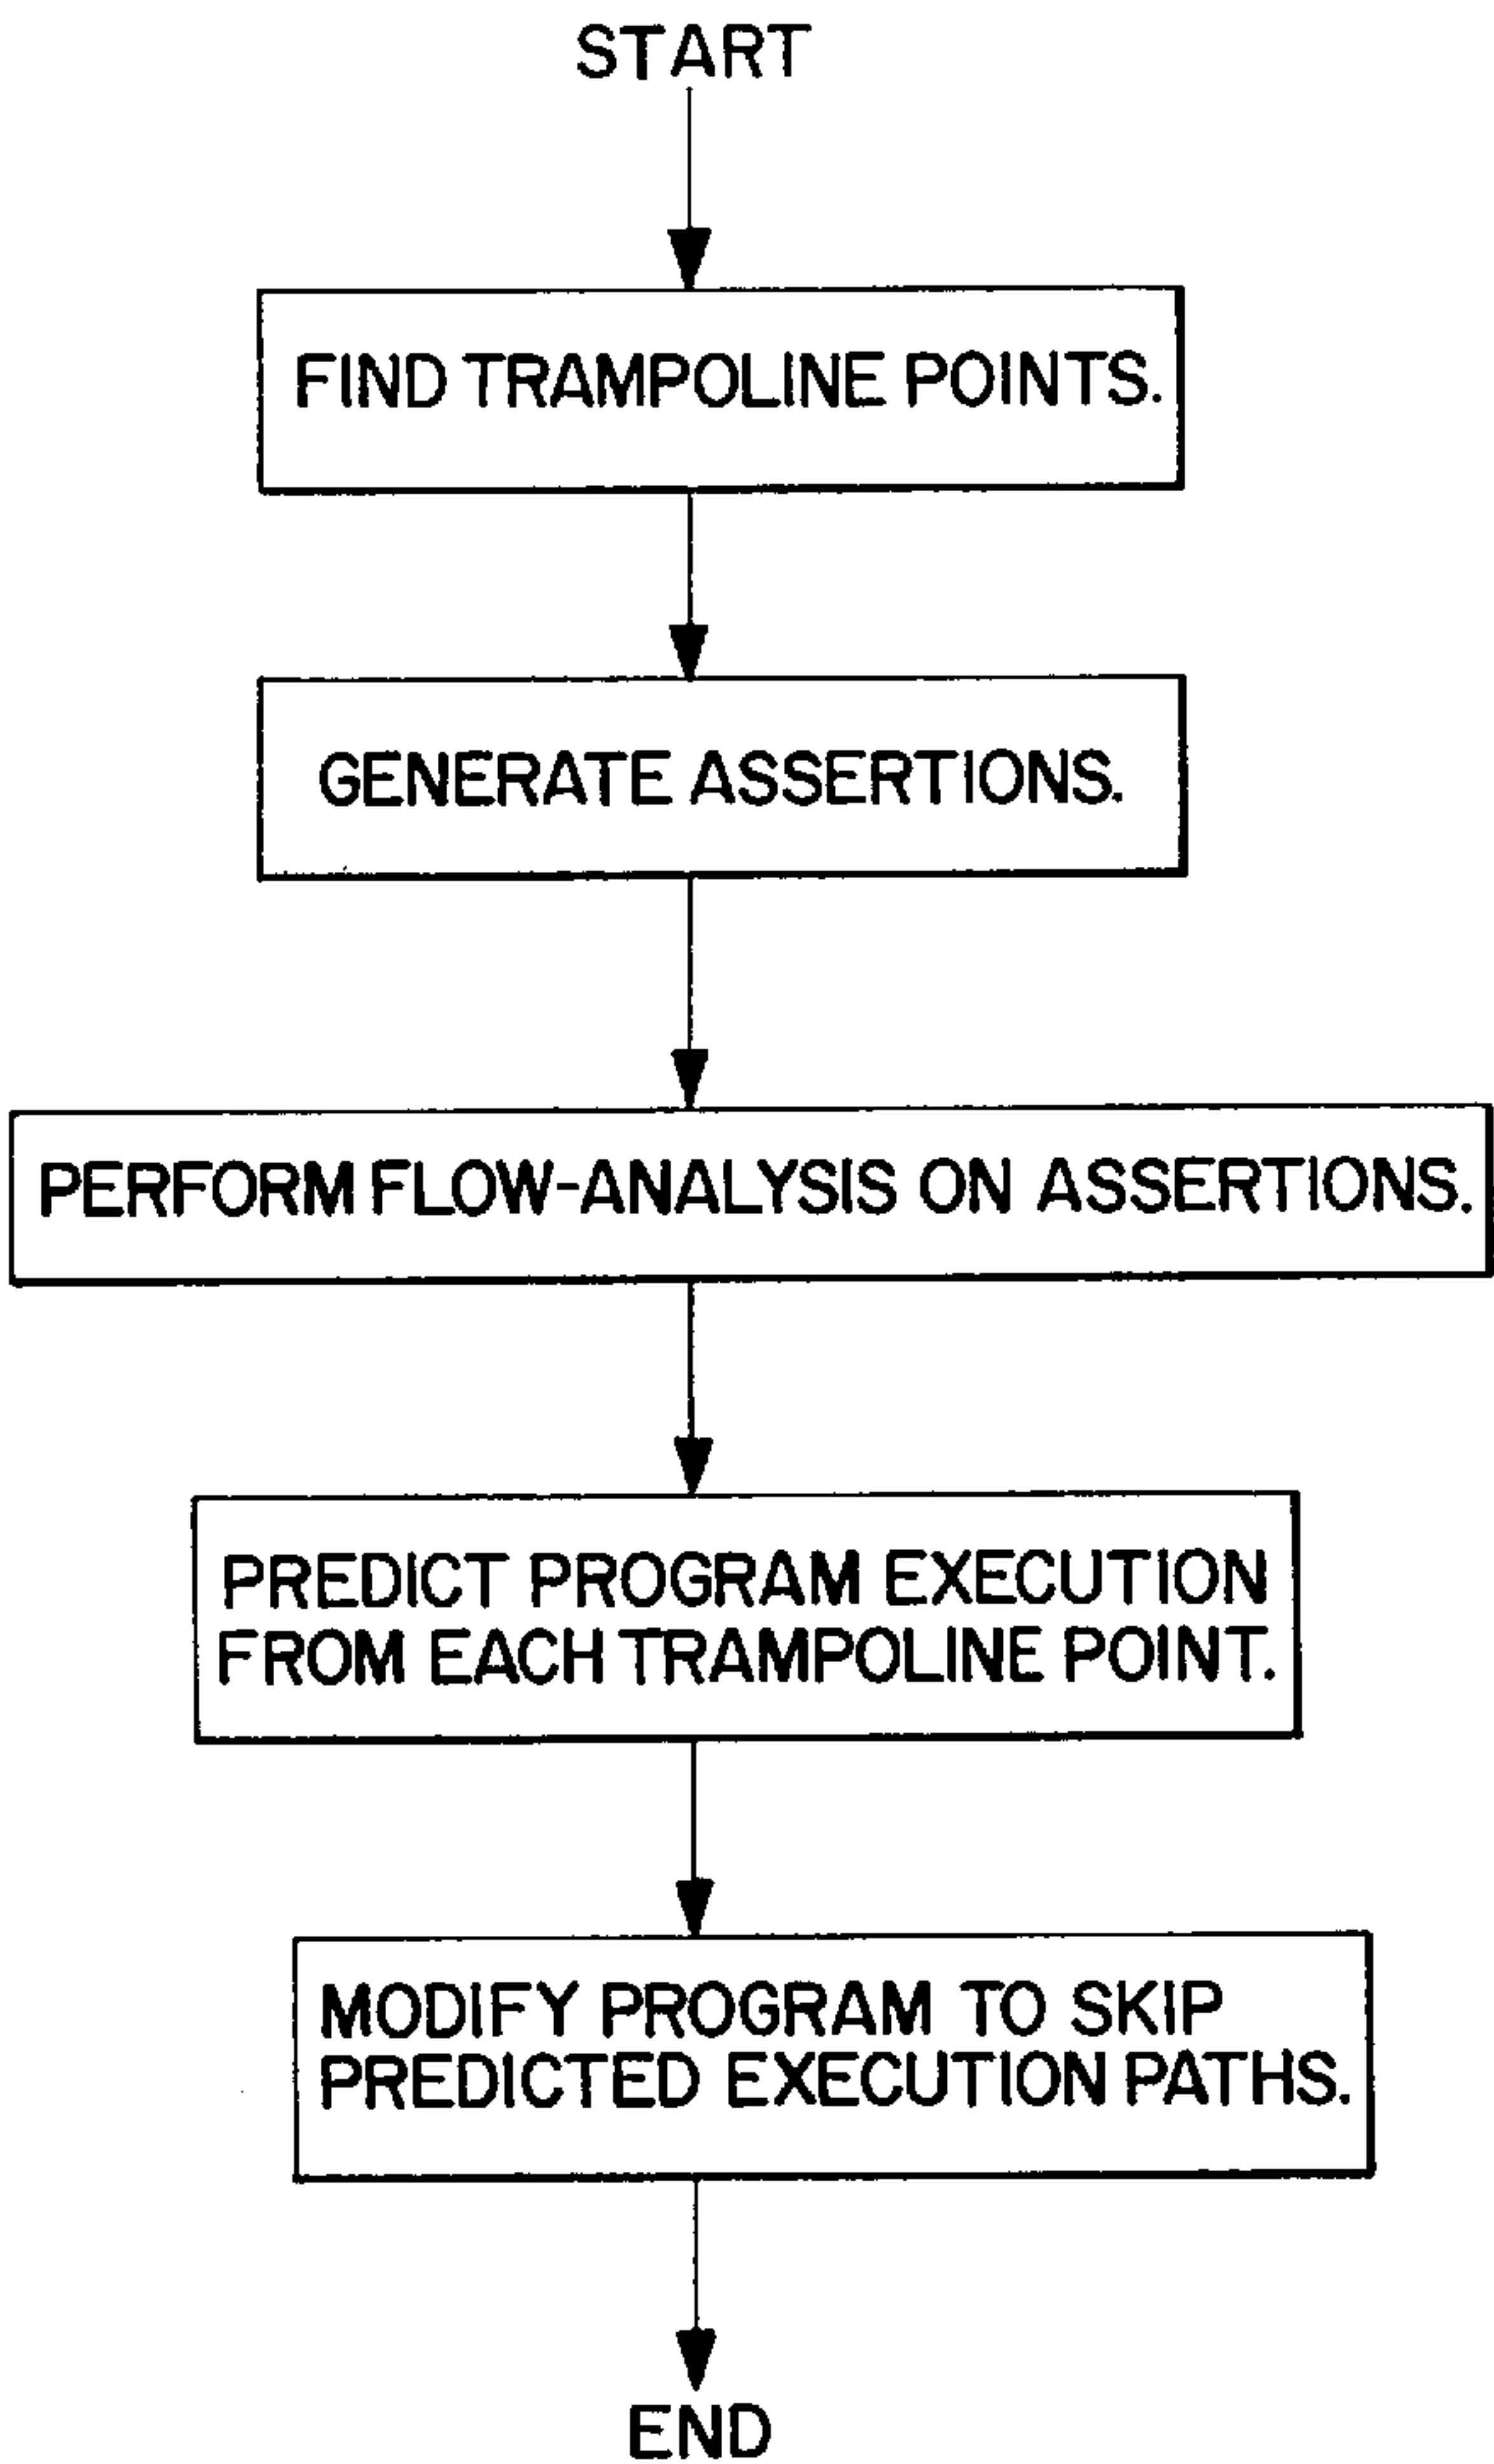 START
FIND TRAMPOLINE POINTS.
GENERATE ASSERTIONS.
PERFORM FLOW-ANALYSIS ON ASSERTIONS.
PREDICT PROGRAM EXECUTION
FROM EACH TRAMPOLINE POINT.
MODIFY PROGRAM TO SKIP
PREDICTED EXECUTION PATHS.
END